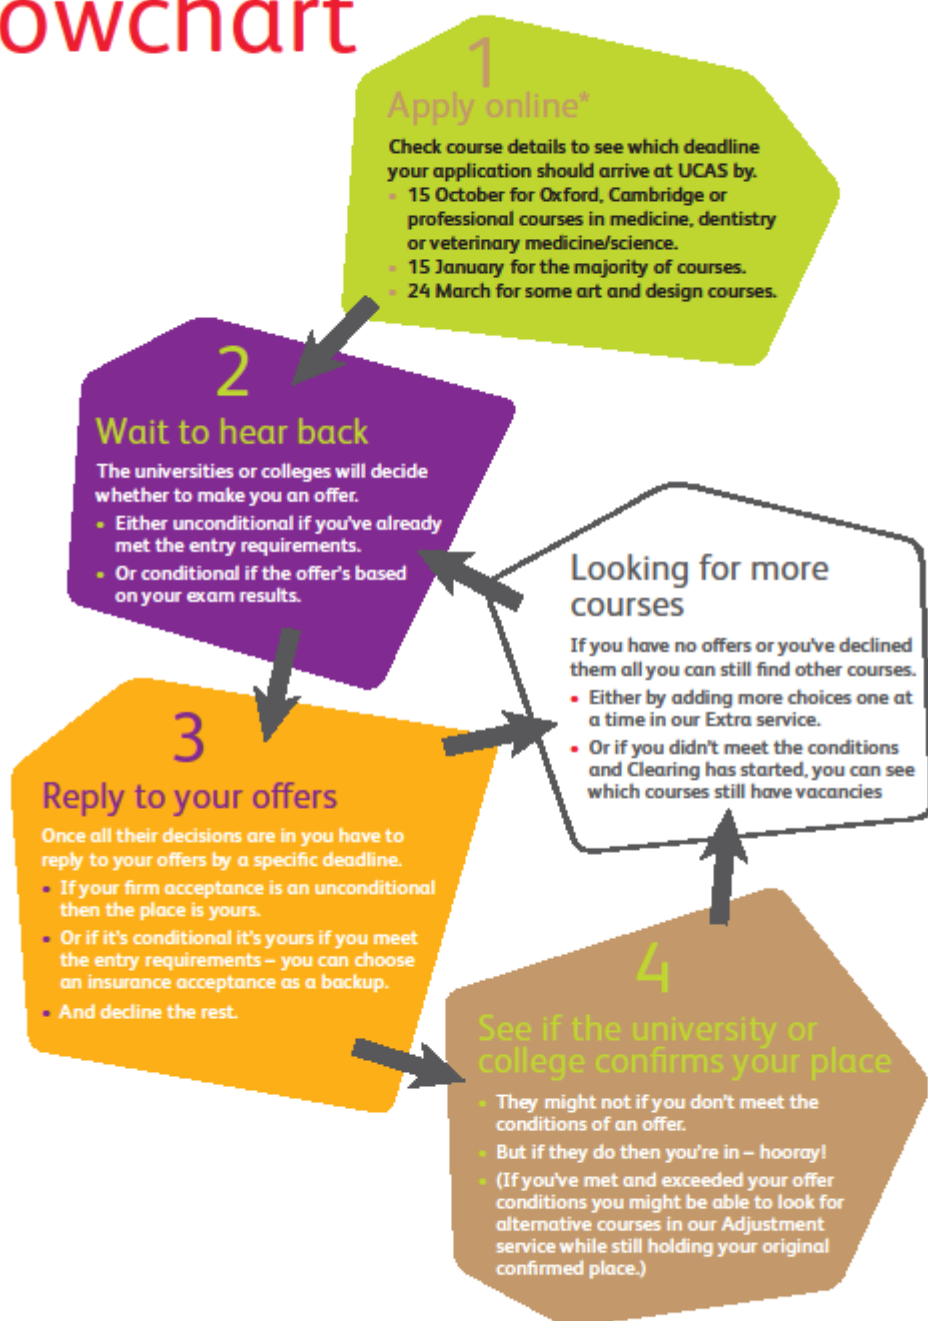 owchart
1
Apply online*
Check course details to see which deadline
your application should arrive at UCAS by.
• 15 October for Oxford, Cambridge or
professional courses in medicine, dentistry
or veterinary medicine/science.
• 15 January for the majority of courses.
• 24 March for some art and design courses.
2
Wait to hear back
The universities or colleges will decide
whether to make you an offer.
• Either unconditional if you've already
met the entry requirements.
• Or conditional if the offer's based
on your exam results.
Looking for more
courses
If you have no offers or you've declined
them all you can still find other courses.
• Either by adding more choices one at
a time in our Extra service.
• Or if you didn't meet the conditions
and Clearing has started, you can see
which courses still have vacancies
3
Reply to your offers
Once all their decisions are in you have to
reply to your offers by a specific deadline.
• If your firm acceptance is an unconditional
then the place is yours.
• Or if it's conditional it's yours if you meet
the entry requirements – you can choose
an insurance acceptance as a backup.
• And decline the rest.
4
See if the university or
college confirms your place
• They might not if you don't meet the
conditions of an offer.
• But if they do then you're in – hooray!
• (If you've met and exceeded your offer
conditions you might be able to look for
alternative courses in our Adjustment
service while still holding your original
confirmed place.)